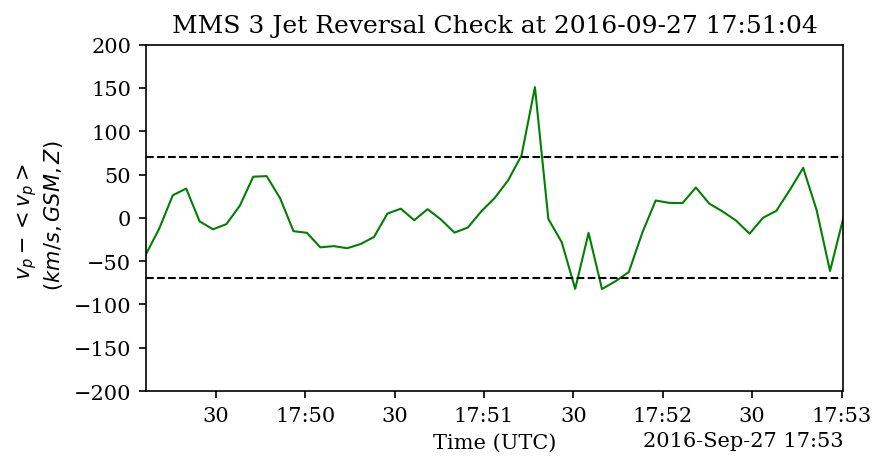 MMS 3 Jet Reversal Check at 2016-09-27 17:51:04
200
150
100
50
0
−50
−100
−150
−200
v_p − < v_p >
(km/s, GSM, Z)
30 17:50 30 17:51 30 17:52 30 17:53
Time (UTC)
2016-Sep-27 17:53